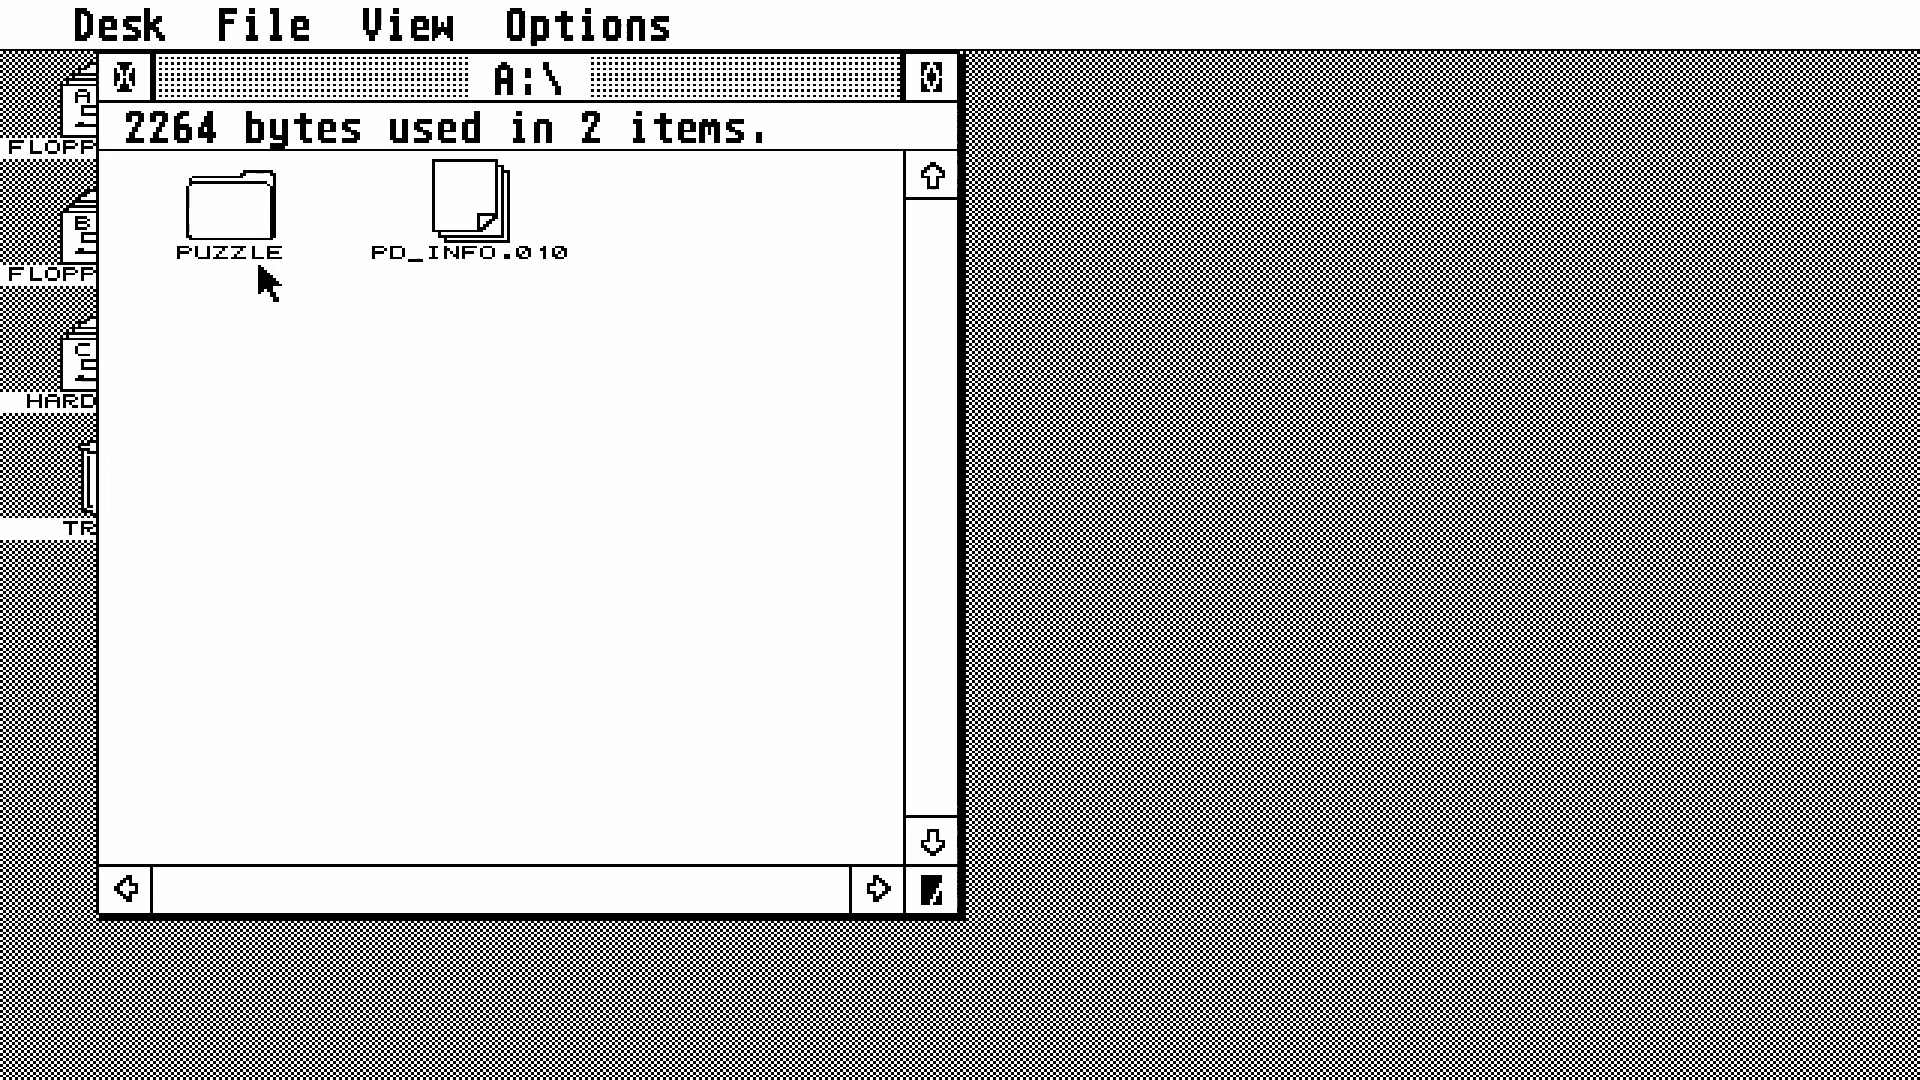 Desk File View Options
A:\
2264 bytes used in 2 items.
A
FLOPP
B
FLOPP
C
HARD
TR
PUZZLE
PD_INFO.010